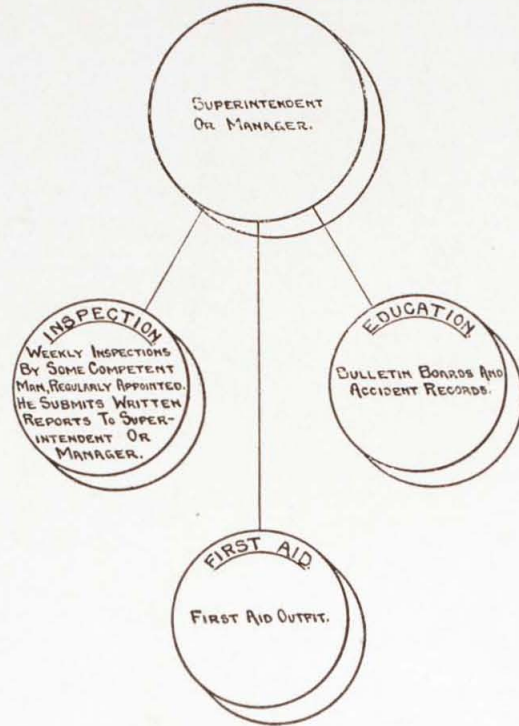 SUPERINTENDENT
OR MANAGER.
INSPECTION
WEEKLY INSPECTIONS
BY SOME COMPETENT
MAN, REGULARLY APPOINTED.
HE SUBMITS WRITTEN
REPORTS TO SUPER-
INTENDENT OR
MANAGER.
EDUCATION
BULLETIN BOARDS AND
ACCIDENT RECORDS.
FIRST AID.
FIRST AID OUTFIT.